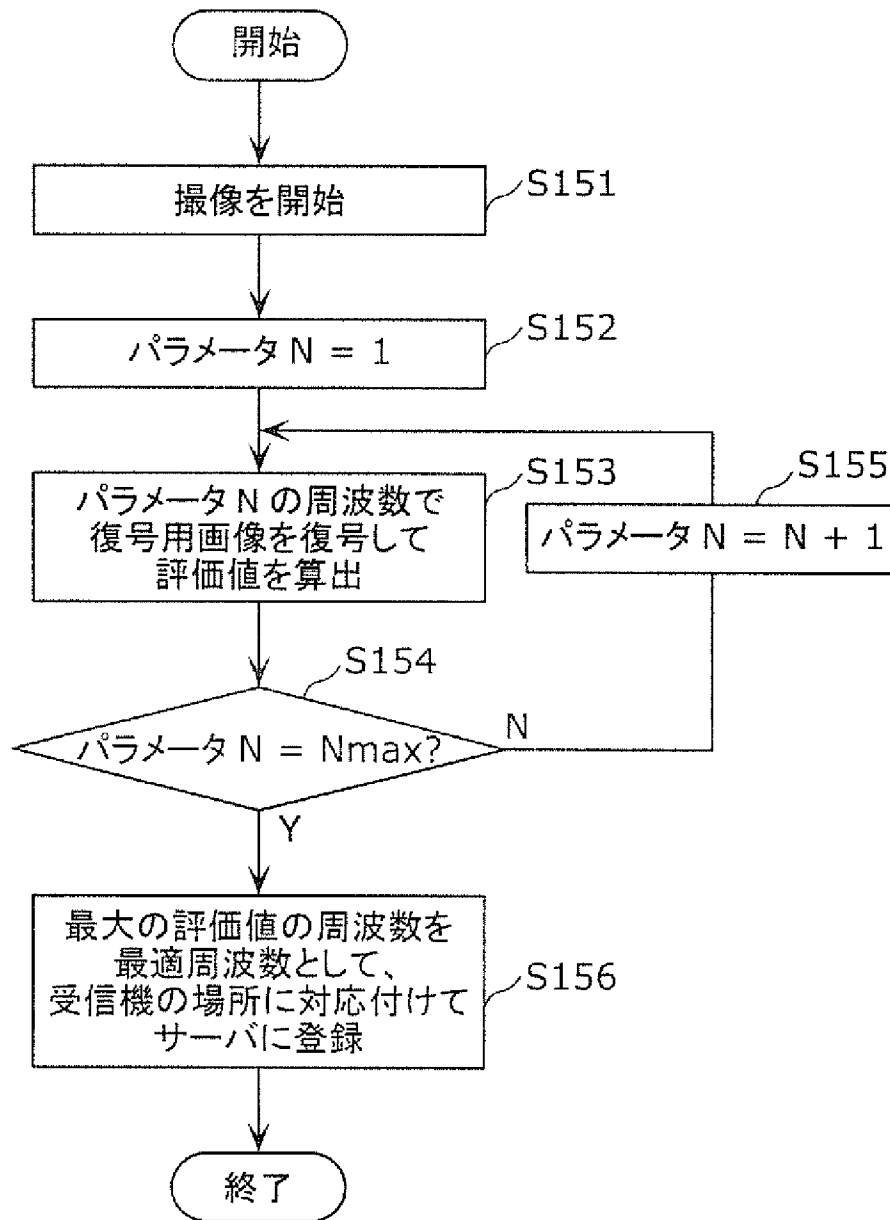 開始
撮像を開始
S151
パラメータ N = 1
S152
パラメータ N の周波数で
復号用画像を復号して
評価値を算出
S153
パラメータ N = N + 1
S155
パラメータ N = Nmax?
S154
N
Y
最大の評価値の周波数を
最適周波数として、
受信機の場所に対応付けて
サーバに登録
S156
終了